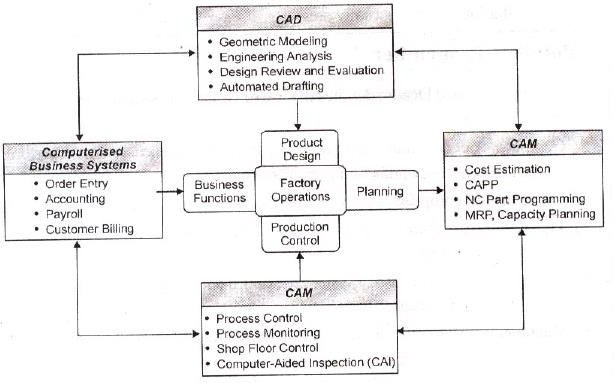 CAD
• Geometric Modeling
• Engineering Analysis
• Design Review and Evaluation
• Automated Drafting
Computerised
Business Systems
• Order Entry
• Accounting
• Payroll
• Customer Billing
Product
Design
Business
Functions
Factory
Operations
Planning
Production
Control
CAM
• Cost Estimation
• CAPP
• NC Part Programming
• MRP, Capacity Planning
CAM
• Process Control
• Process Monitoring
• Shop Floor Control
• Computer-Aided Inspection (CAI)